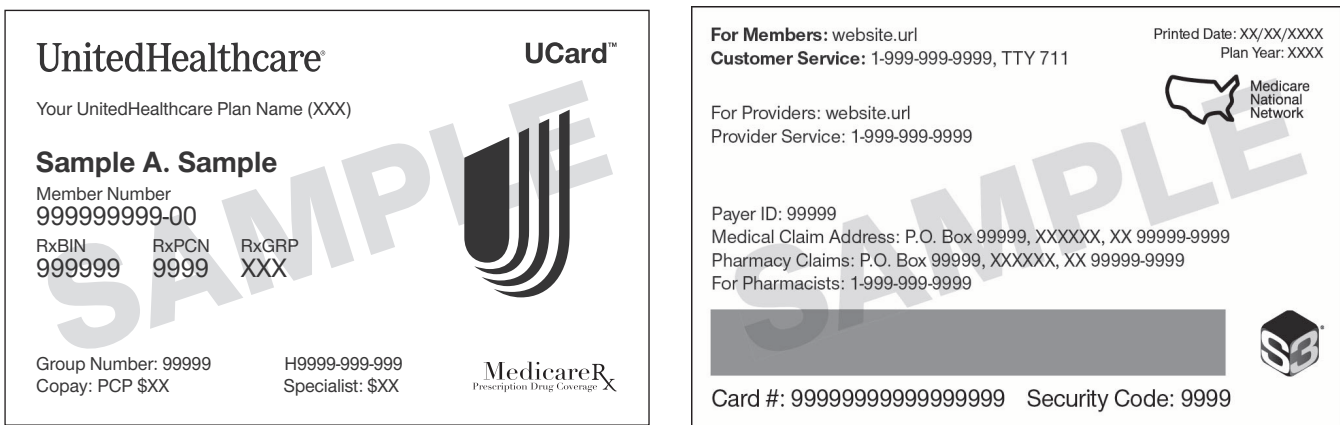 UnitedHealthcare®
UCard™
Your UnitedHealthcare Plan Name (XXX)
Sample A. Sample
Member Number
999999999-00
RxBIN RxPCN RxGRP
999999 9999 XXX
Group Number: 99999 H9999-999-999
Copay: PCP $XX Specialist: $XX
MedicareRx
Prescription Drug Coverage
SAMPLE
For Members: website.url
Customer Service: 1-999-999-9999, TTY 711
Printed Date: XX/XX/XXXX
Plan Year: XXXX
Medicare
National
Network
For Providers: website.url
Provider Service: 1-999-999-9999
Payer ID: 99999
Medical Claim Address: P.O. Box 99999, XXXXXX, XX 99999-9999
Pharmacy Claims: P.O. Box 99999, XXXXXX, XX 99999-9999
For Pharmacists: 1-999-999-9999
S3®
Card #: 99999999999999999 Security Code: 9999
SAMPLE